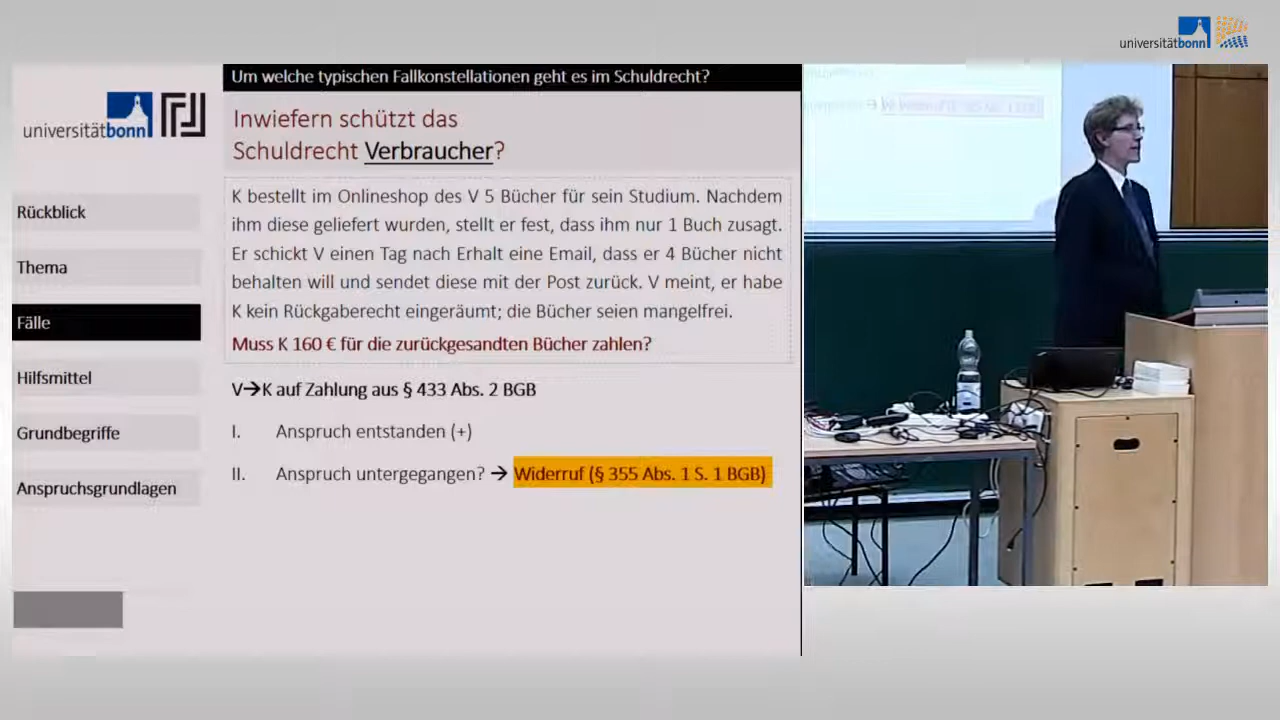 universitätbonn
Um welche typischen Fallkonstellationen geht es im Schuldrecht?
universitätbonn
Inwiefern schützt das
Schuldrecht Verbraucher?
K bestellt im Onlineshop des V 5 Bücher für sein Studium. Nachdem
ihm diese geliefert wurden, stellt er fest, dass ihm nur 1 Buch zusagt.
Er schickt V einen Tag nach Erhalt eine Email, dass er 4 Bücher nicht
behalten will und sendet diese mit der Post zurück. V meint, er habe
K kein Rückgaberecht eingeräumt; die Bücher seien mangelfrei.
Muss K 160 € für die zurückgesandten Bücher zahlen?
V→K auf Zahlung aus § 433 Abs. 2 BGB
I. Anspruch entstanden (+)
II. Anspruch untergegangen? → Widerruf (§ 355 Abs. 1 S. 1 BGB)
Rückblick
Thema
Fälle
Hilfsmittel
Grundbegriffe
Anspruchsgrundlagen